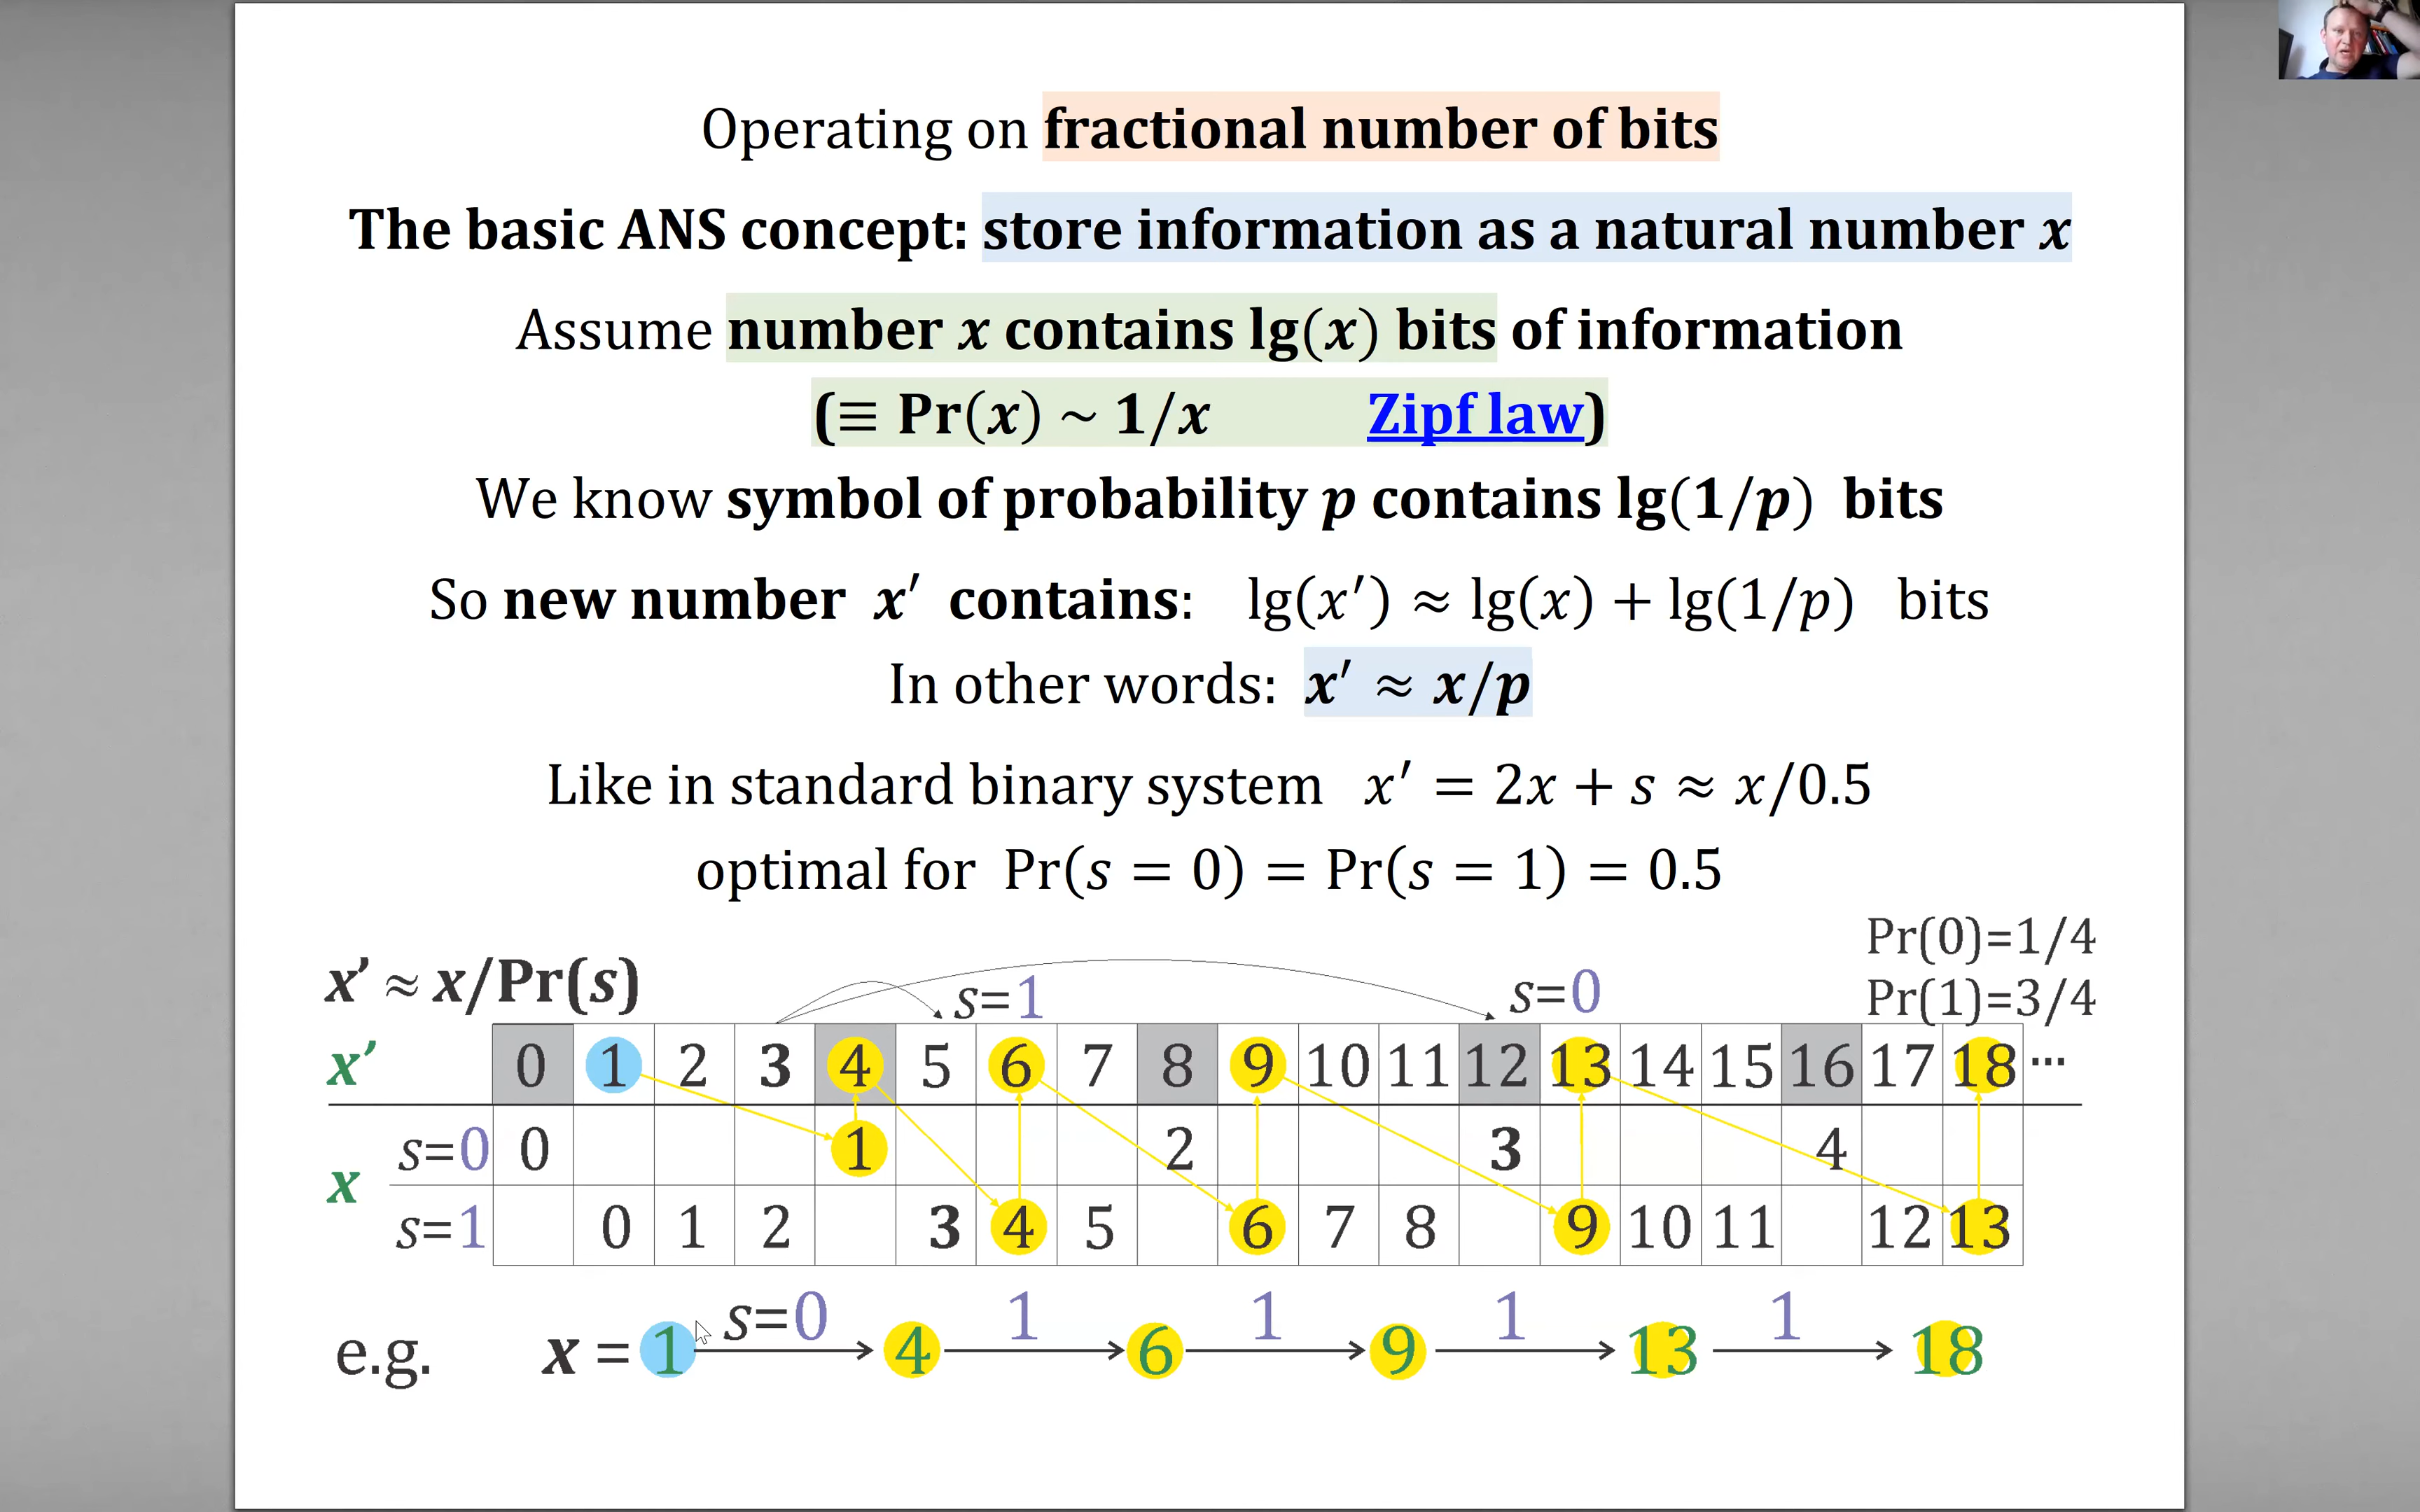 Operating on fractional number of bits
The basic ANS concept: store information as a natural number x
Assume number x contains lg(x) bits of information
(≡ Pr(x) ~ 1/x Zipf law)
We know symbol of probability p contains lg(1/p) bits
So new number x′ contains: lg(x′) ≈ lg(x) + lg(1/p) bits
In other words: x′ ≈ x/p
Like in standard binary system x′ = 2x + s ≈ x/0.5
optimal for Pr(s = 0) = Pr(s = 1) = 0.5
Pr(0)=1/4
x’ ≈ x/Pr(s) s=1 s=0 Pr(1)=3/4
x’ 0 1 2 3 4 5 6 7 8 9 10 11 12 13 14 15 16 17 18 ...
s=0 0 1 2 3 4
x
s=1 0 1 2 3 4 5 6 7 8 9 10 11 12 13
s=0 1 1 1 1
e.g. x = 1 4 6 9 13 18